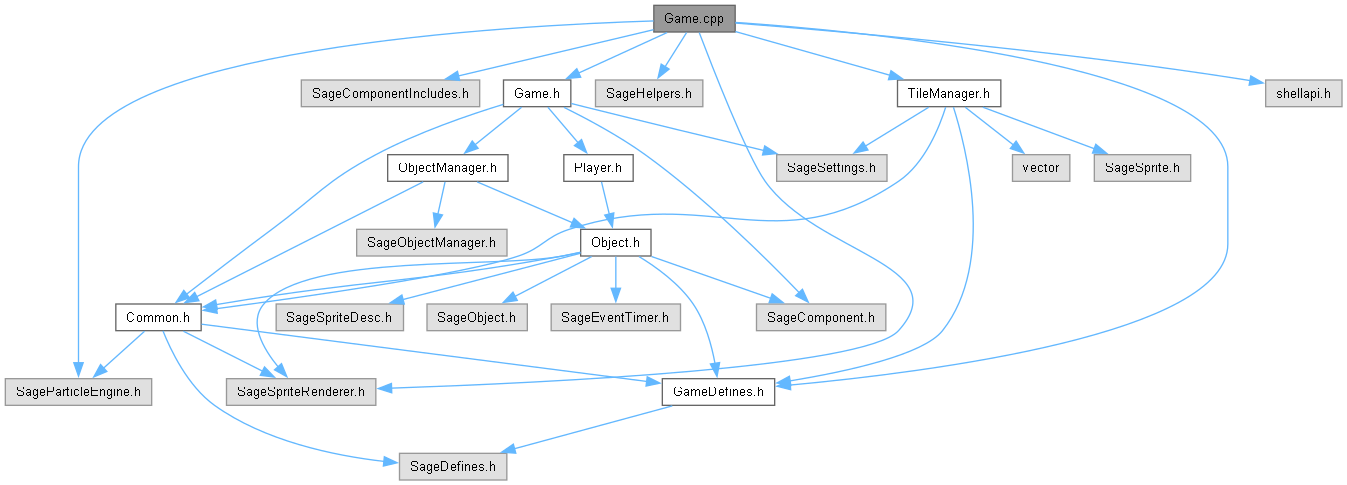 Game.cpp
SageComponentIncludes.h
Game.h
SageHelpers.h
TileManager.h
shellapi.h
ObjectManager.h
Player.h
SageSettings.h
vector
SageSprite.h
SageObjectManager.h
Object.h
Common.h
SageSpriteDesc.h
SageObject.h
SageEventTimer.h
SageComponent.h
SageParticleEngine.h
SageSpriteRenderer.h
GameDefines.h
SageDefines.h